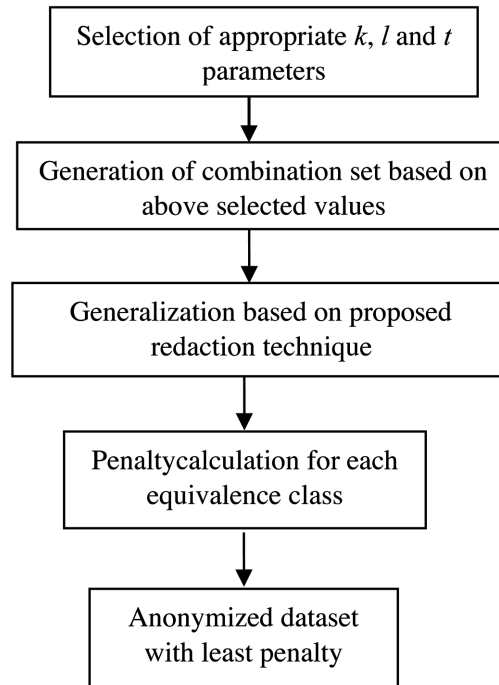 Selection of appropriate k, l and t
parameters
Generation of combination set based on
above selected values
Generalization based on proposed
redaction technique
Penaltycalculation for each
equivalence class
Anonymized dataset
with least penalty